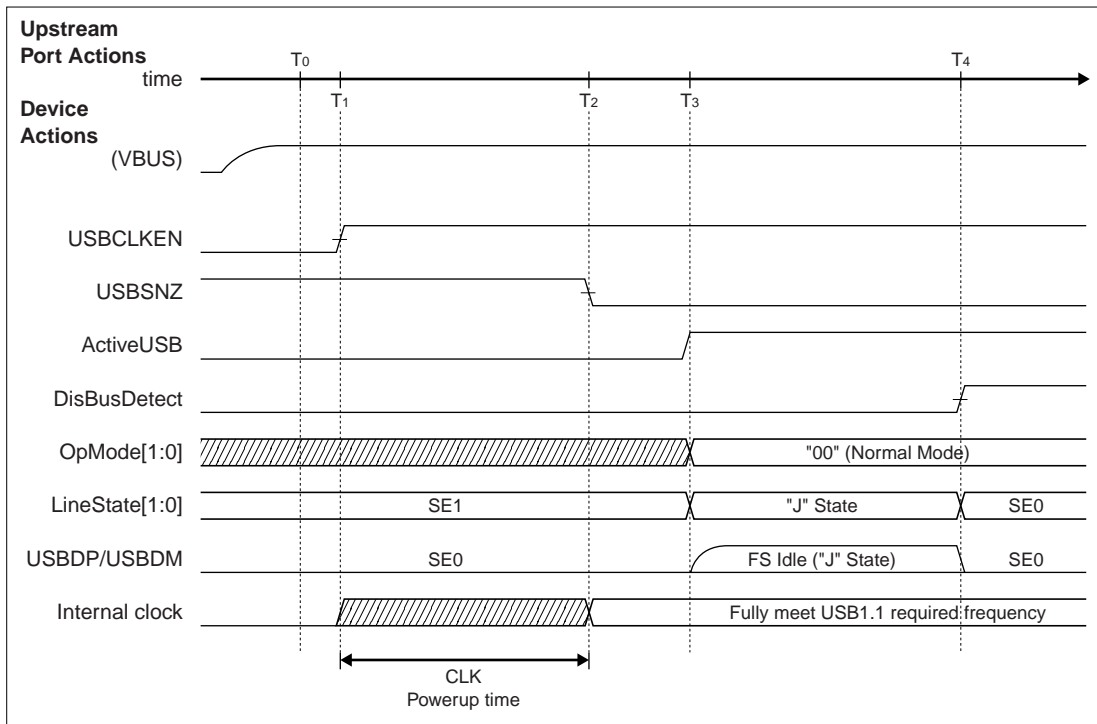 Upstream
Port Actions
time
T0
T4
T1
T2
T3
Device
Actions
(VBUS)
USBCLKEN
USBSNZ
ActiveUSB
DisBusDetect
OpMode[1:0]
"00" (Normal Mode)
LineState[1:0]
SE1
"J" State
SE0
USBDP/USBDM
SE0
FS Idle ("J" State)
SE0
Internal clock
Fully meet USB1.1 required frequency
CLK
Powerup time